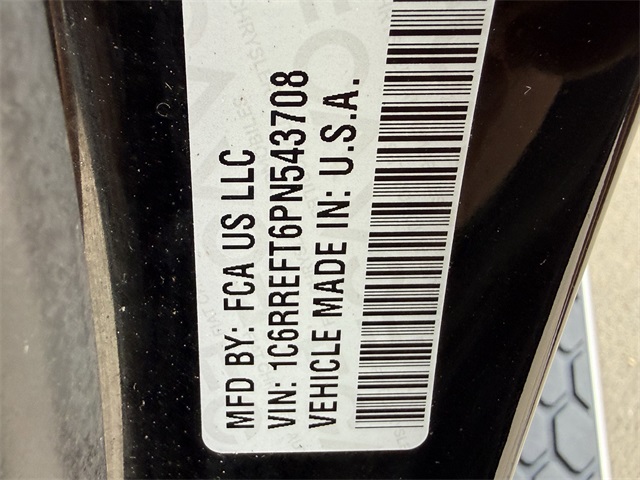 MFD BY: FCA US LLC
VIN: 1C6RREFT6PN543708
VEHICLE MADE IN: U.S.A.